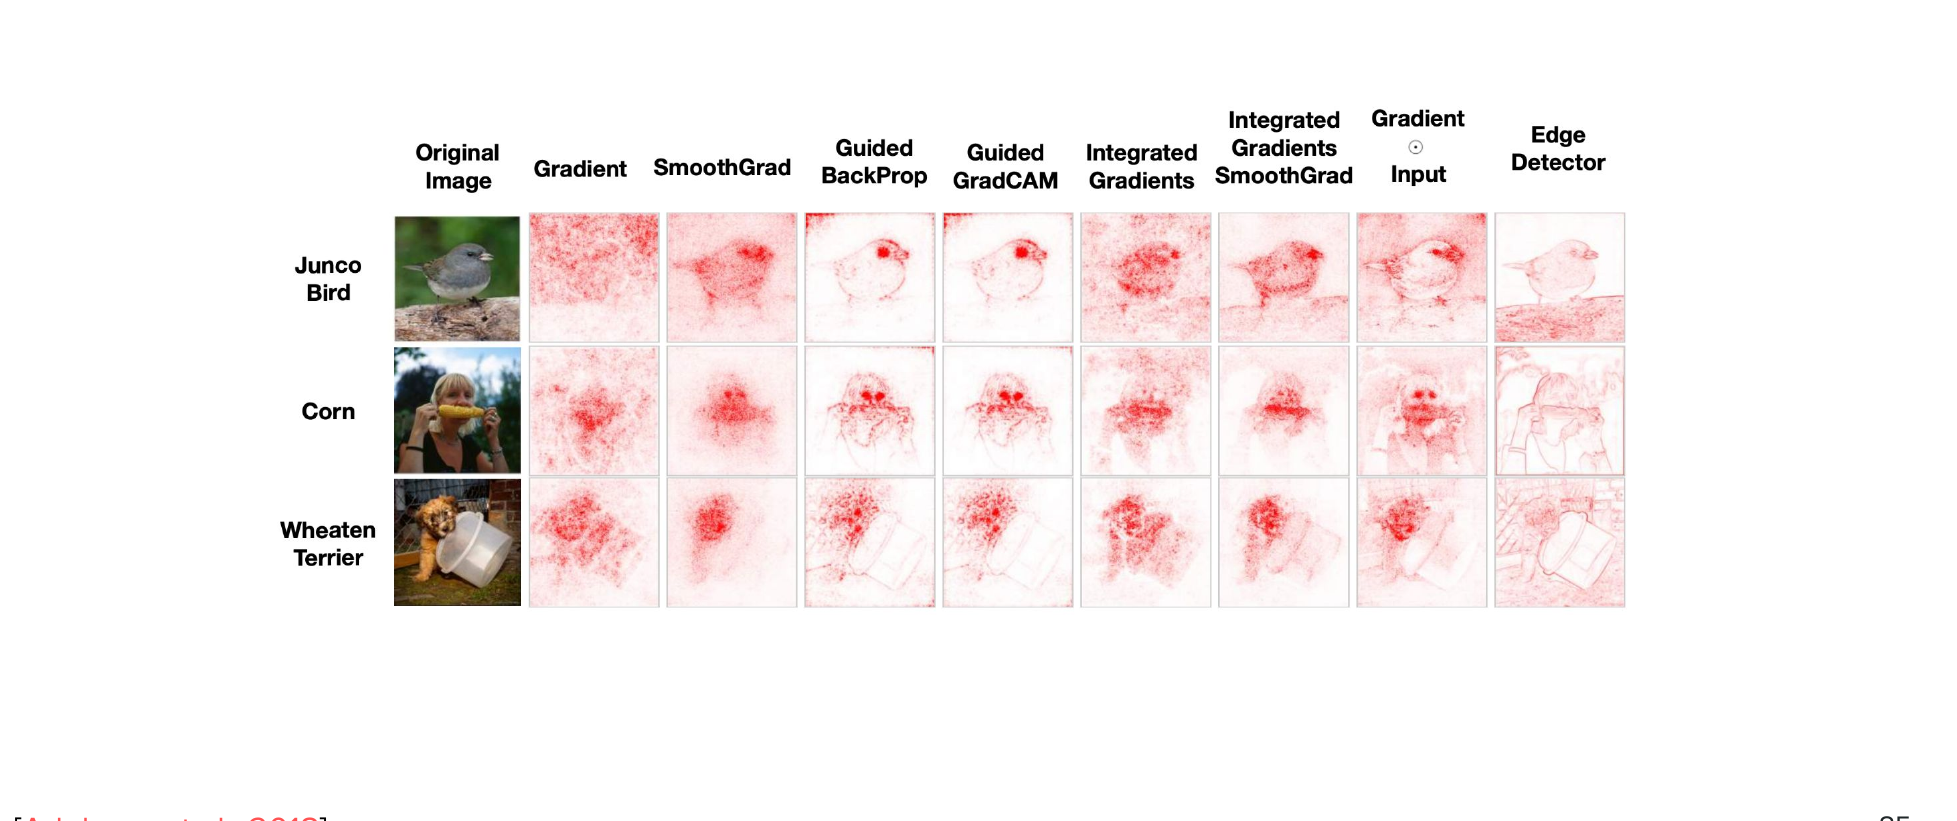 Original
Image
Gradient
SmoothGrad
Guided
BackProp
Guided
GradCAM
Integrated
Gradients
Integrated
Gradients
SmoothGrad
Gradient
⊙
Input
Edge
Detector
Junco
Bird
Corn
Wheaten
Terrier